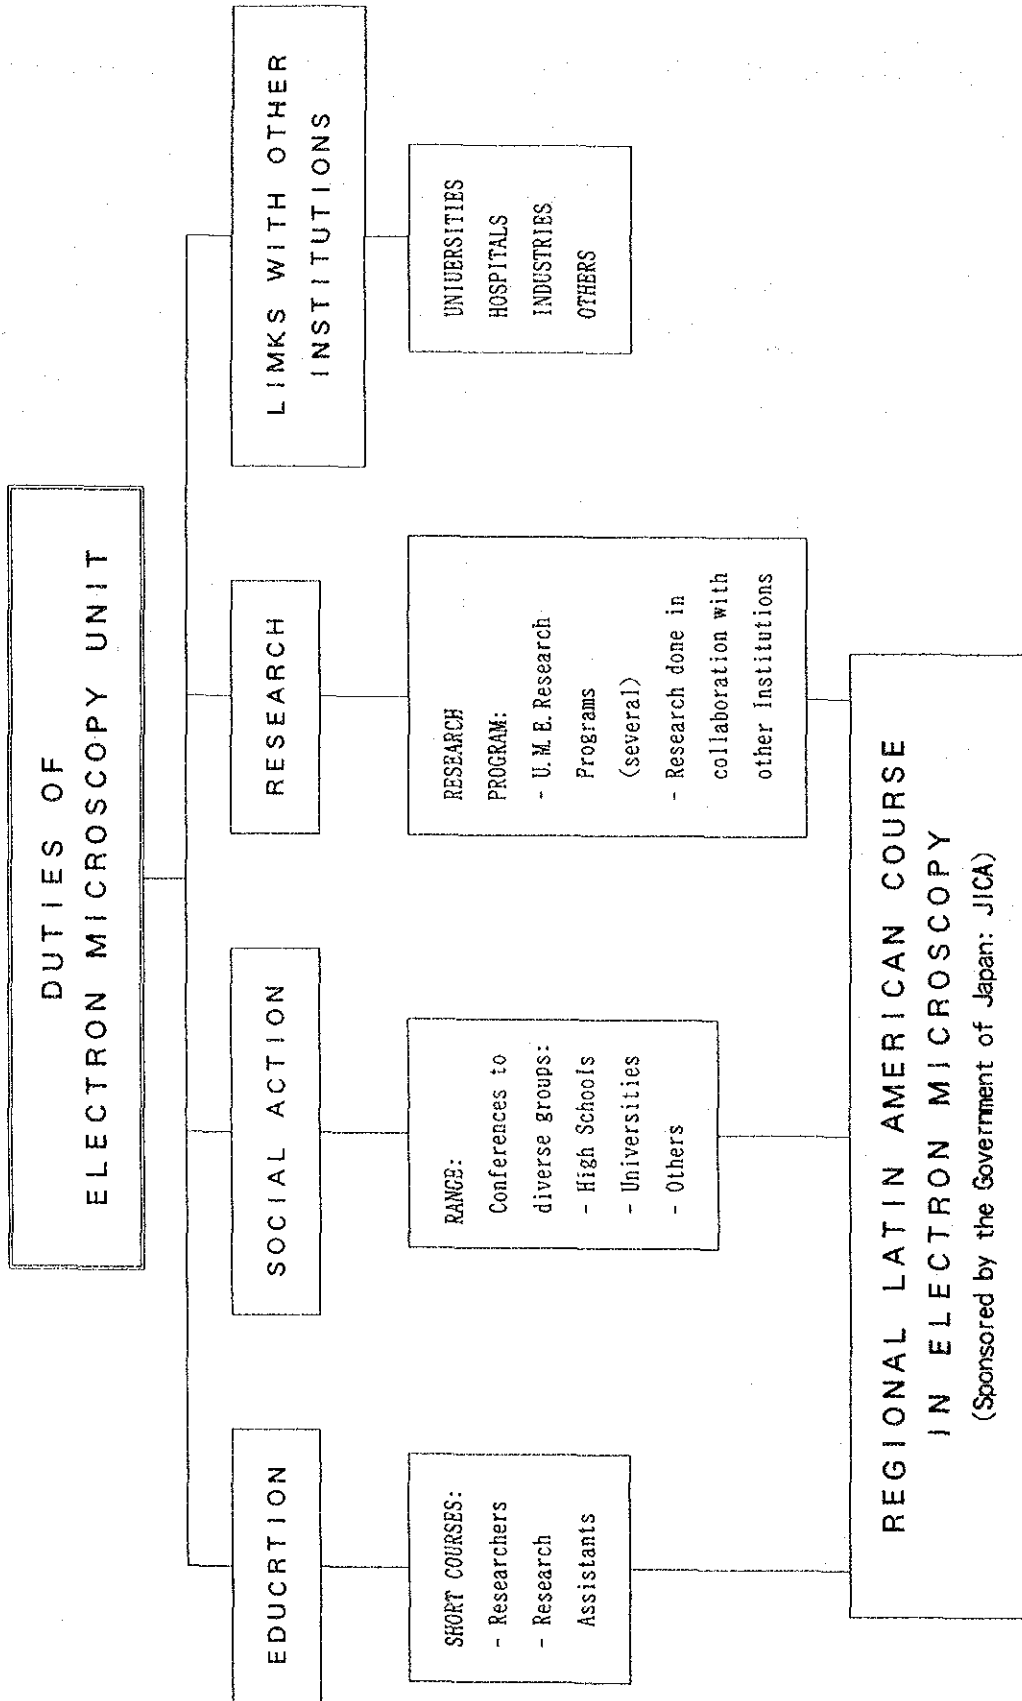 DUTIES OF
ELECTRON MICROSCOPY UNIT
EDUCRTION
SHORT COURSES:
- Researchers
- Research
Assistants
SOCIAL ACTION
RANGE:
Conferences to
diverse groups:
- High Schools
- Universities
- Others
RESEARCH
RESEARCH
PROGRAM:
- U.M.E.Research
Programs
(several)
- Research done in
collaboration with
other Institutions
LIMKS WITH OTHER
INSTITUTIONS
UNIUERSITIES
HOSPITALS
INDUSTRIES
OTHERS
REGIONAL LATIN AMERICAN COURSE
IN ELECTRON MICROSCOPY
(Sponsored by the Government of Japan: JICA)